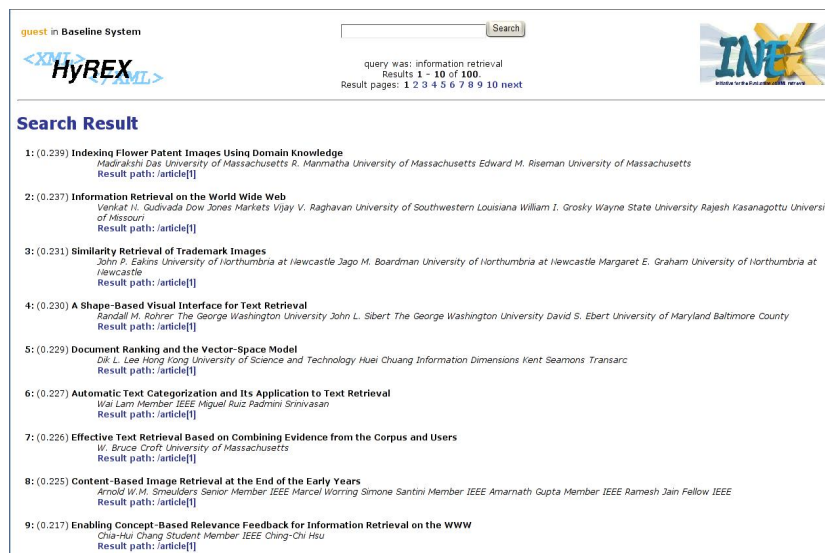 guest in Baseline System
Search
<XML>
HyREX
</XML>
query was: information retrieval
Results 1 - 10 of 100.
Result pages: 1 2 3 4 5 6 7 8 9 10 next
INEX
Initiative for the Evaluation of XML retrieval
Search Result
1: (0.239) Indexing Flower Patent Images Using Domain Knowledge
Madirakshi Das University of Massachusetts R. Manmatha University of Massachusetts Edward M. Riseman University of Massachusetts
Result path: /article[1]
2: (0.237) Information Retrieval on the World Wide Web
Venkat N. Gudivada Dow Jones Markets Vijay V. Raghavan University of Southwestern Louisiana William I. Grosky Wayne State University Rajesh Kasanagottu Universi
of Missouri
Result path: /article[1]
3: (0.231) Similarity Retrieval of Trademark Images
John P. Eakins University of Northumbria at Newcastle Jago M. Boardman University of Northumbria at Newcastle Margaret E. Graham University of Northumbria at
Newcastle
Result path: /article[1]
4: (0.230) A Shape-Based Visual Interface for Text Retrieval
Randall M. Rohrer The George Washington University John L. Sibert The George Washington University David S. Ebert University of Maryland Baltimore County
Result path: /article[1]
5: (0.229) Document Ranking and the Vector-Space Model
Dik L. Lee Hong Kong University of Science and Technology Huei Chuang Information Dimensions Kent Seamons Transarc
Result path: /article[1]
6: (0.227) Automatic Text Categorization and Its Application to Text Retrieval
Wai Lam Member IEEE Miguel Ruiz Padmini Srinivasan
Result path: /article[1]
7: (0.226) Effective Text Retrieval Based on Combining Evidence from the Corpus and Users
W. Bruce Croft University of Massachusetts
Result path: /article[1]
8: (0.225) Content-Based Image Retrieval at the End of the Early Years
Arnold W.M. Smeulders Senior Member IEEE Marcel Worring Simone Santini Member IEEE Amarnath Gupta Member IEEE Ramesh Jain Fellow IEEE
Result path: /article[1]
9: (0.217) Enabling Concept-Based Relevance Feedback for Information Retrieval on the WWW
Chia-Hui Chang Student Member IEEE Ching-Chi Hsu
Result path: /article[1]